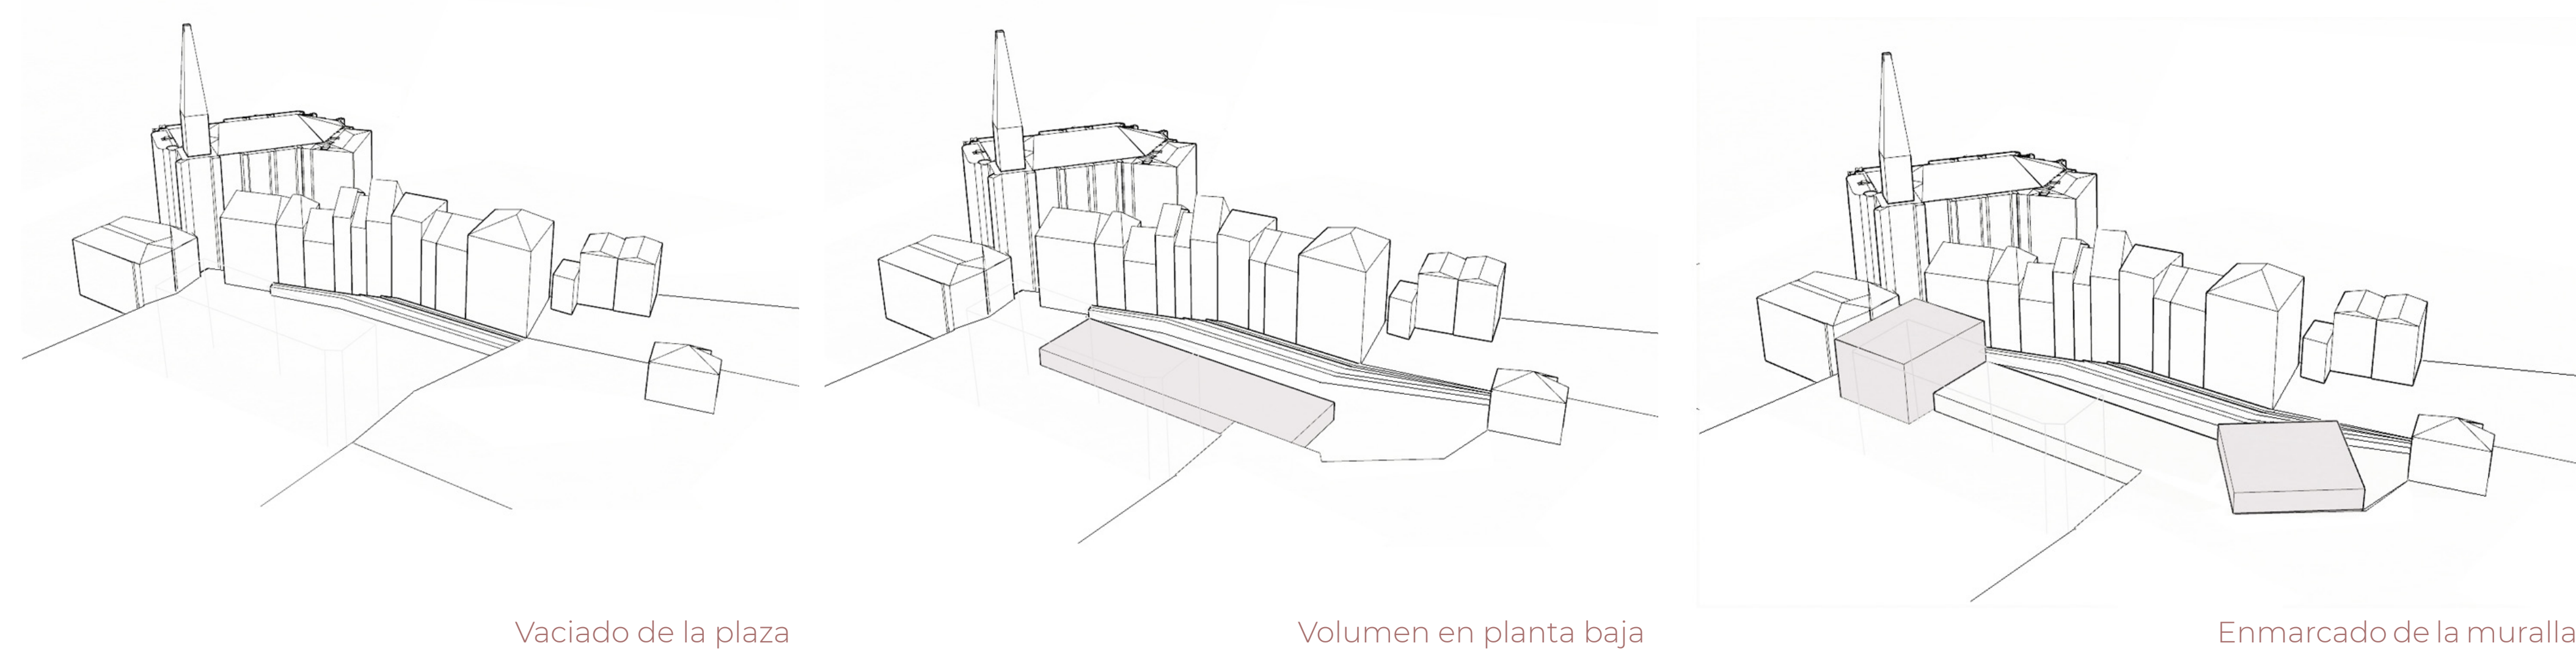 Vaciado de la plaza
Volumen en planta baja
Enmarcado de la muralla